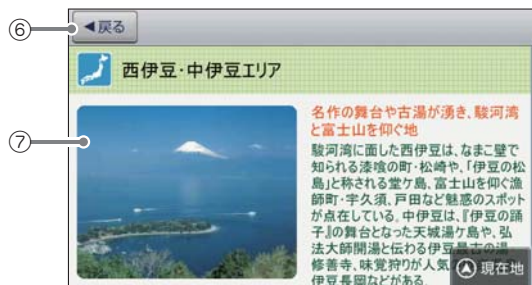 ⑥
◀戻る
西伊豆・中伊豆エリア
⑦
名作の舞台や古湯が湧き、駿河湾
と富士山を仰ぐ地
駿河湾に面した西伊豆は、なまこ壁で
知られる漆喰の町・松崎や、「伊豆の松
島」と称される堂ケ島、富士山を仰ぐ漁
師町・宇久須、戸田など魅惑のスポット
が点在している。中伊豆は、『伊豆の踊
子』の舞台となった天城湯ケ島や、弘
法大師開湯と伝わる伊豆最古の湯
修善寺、味覚狩りが人気
伊豆長岡などがある。
現在地